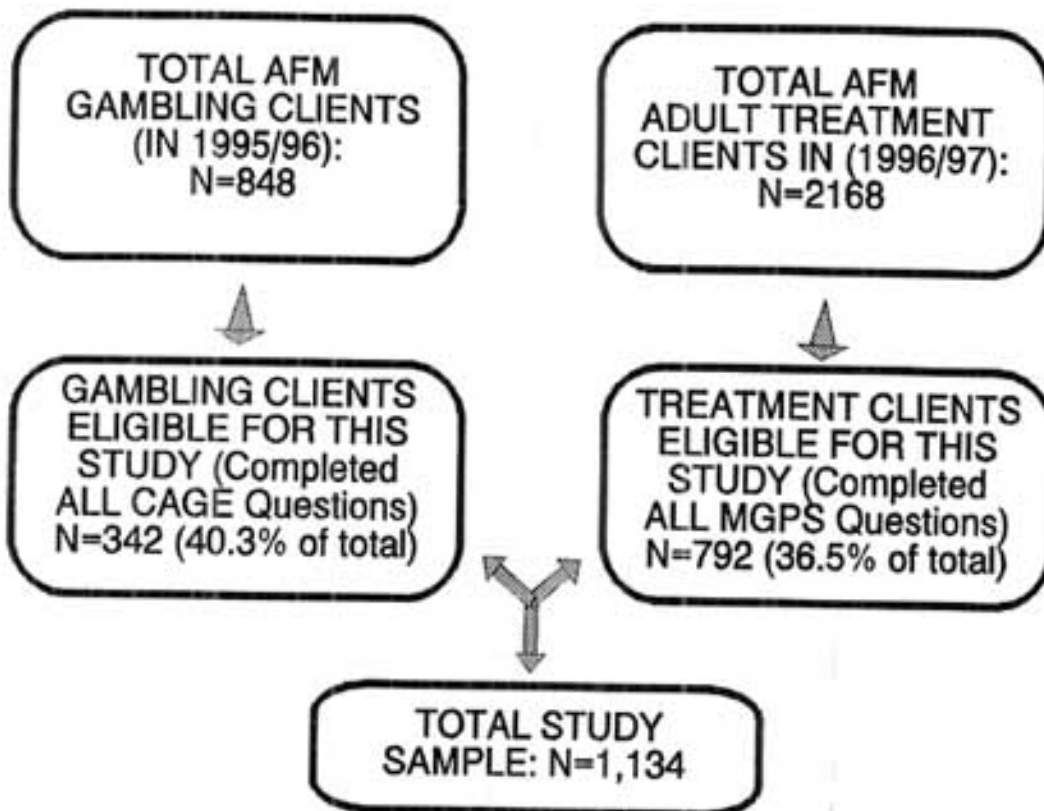 TOTAL AFM
GAMBLING CLIENTS
(IN 1995/96):
N=848
TOTAL AFM
ADULT TREATMENT
CLIENTS IN (1996/97):
N=2168
GAMBLING CLIENTS
ELIGIBLE FOR THIS
STUDY (Completed
ALL CAGE Questions)
N=342 (40.3% of total)
TREATMENT CLIENTS
ELIGIBLE FOR THIS
STUDY (Completed
ALL MGPS Questions)
N=792 (36.5% of total)
TOTAL STUDY
SAMPLE: N=1,134